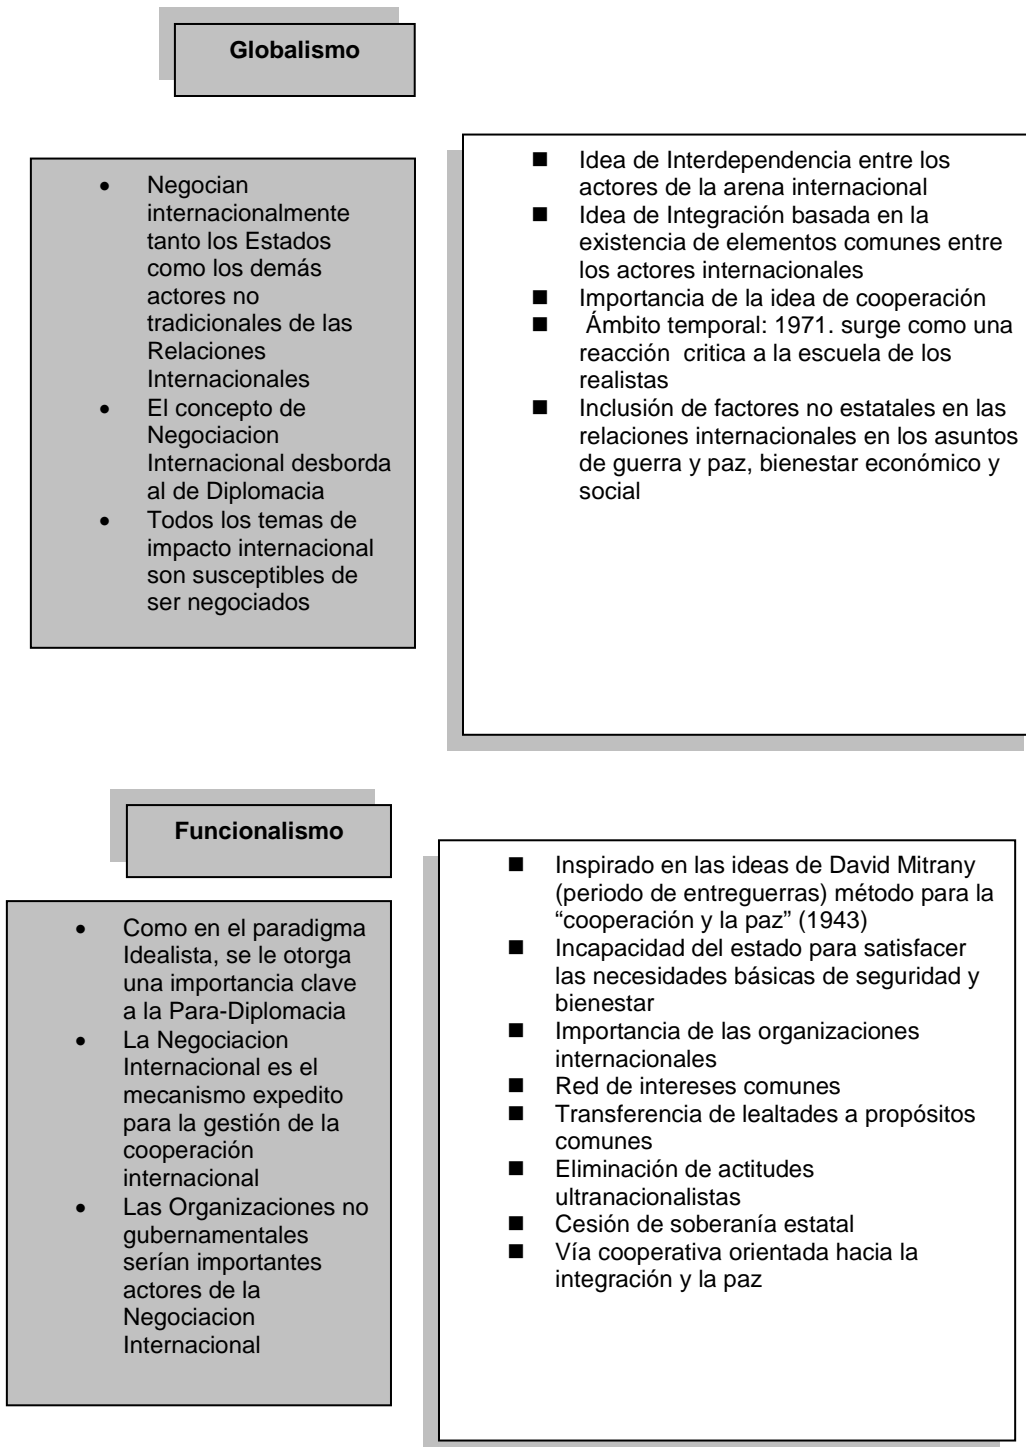 Globalismo
• Negocian
internacionalmente
tanto los Estados
como los demás
actores no
tradicionales de las
Relaciones
Internacionales
• El concepto de
Negociacion
Internacional desborda
al de Diplomacia
• Todos los temas de
impacto internacional
son susceptibles de
ser negociados
■ Idea de Interdependencia entre los
actores de la arena internacional
■ Idea de Integración basada en la
existencia de elementos comunes entre
los actores internacionales
■ Importancia de la idea de cooperación
■ Ámbito temporal: 1971. surge como una
reacción critica a la escuela de los
realistas
■ Inclusión de factores no estatales en las
relaciones internacionales en los asuntos
de guerra y paz, bienestar económico y
social
Funcionalismo
• Como en el paradigma
Idealista, se le otorga
una importancia clave
a la Para-Diplomacia
• La Negociacion
Internacional es el
mecanismo expedito
para la gestión de la
cooperación
internacional
• Las Organizaciones no
gubernamentales
serían importantes
actores de la
Negociacion
Internacional
■ Inspirado en las ideas de David Mitrany
(periodo de entreguerras) método para la
“cooperación y la paz” (1943)
■ Incapacidad del estado para satisfacer
las necesidades básicas de seguridad y
bienestar
■ Importancia de las organizaciones
internacionales
■ Red de intereses comunes
■ Transferencia de lealtades a propósitos
comunes
■ Eliminación de actitudes
ultranacionalistas
■ Cesión de soberanía estatal
■ Vía cooperativa orientada hacia la
integración y la paz